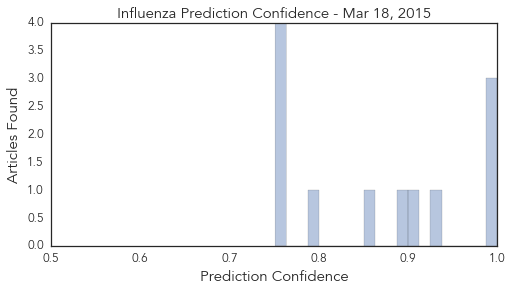 Influenza Prediction Confidence - Mar 18, 2015
Articles Found
4.0
3.5
3.0
2.5
2.0
1.5
1.0
0.5
0.0
0.5 0.6 0.7 0.8 0.9 1.0
Prediction Confidence